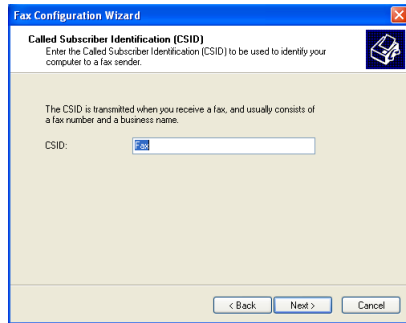 Fax Configuration Wizard
Called Subscriber Identification (CSID)
Enter the Called Subscriber Identification (CSID) to be used to identify your
computer to a fax sender.
The CSID is transmitted when you receive a fax, and usually consists of
a fax number and a business name.
CSID: Fax
< Back Next > Cancel